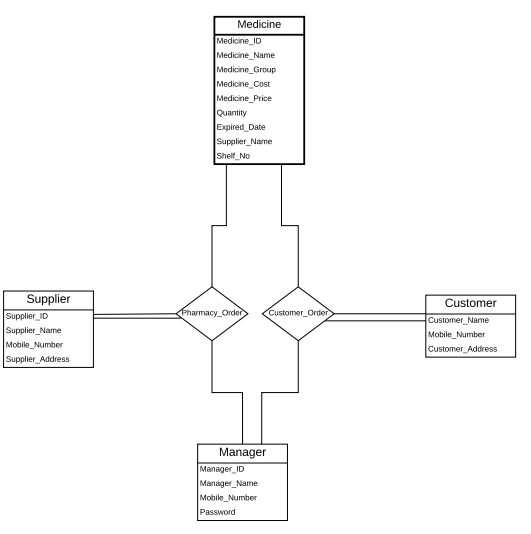 Medicine
Medicine_ID
Medicine_Name
Medicine_Group
Medicine_Cost
Medicine_Price
Quantity
Expired_Date
Supplier_Name
Shelf_No
Supplier
Supplier_ID
Supplier_Name
Mobile_Number
Supplier_Address
Pharmacy_Order
Customer_Order
Customer
Customer_Name
Mobile_Number
Customer_Address
Manager
Manager_ID
Manager_Name
Mobile_Number
Password